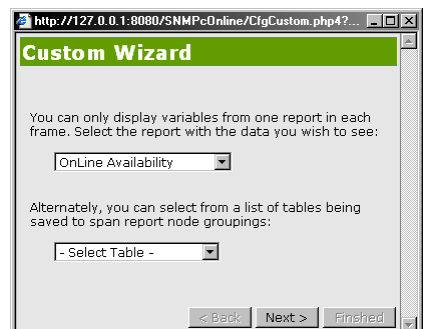 http://127.0.0.1:8080/SNMPcOnline/CfgCustom.php4?...
Custom Wizard
You can only display variables from one report in each
frame. Select the report with the data you wish to see:
OnLine Availability
Alternately, you can select from a list of tables being
saved to span report node groupings:
- Select Table -
< Back Next > Finshed